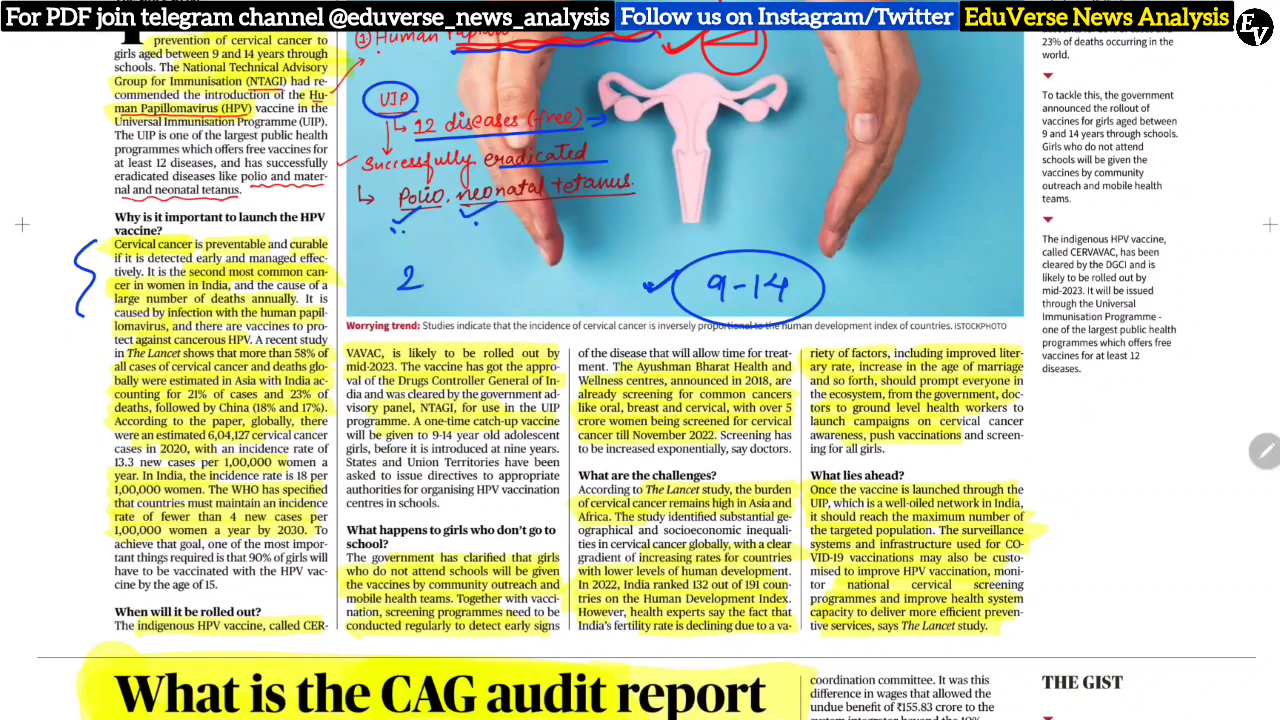 For PDF join telegram channel @eduverse_news_analysis
Follow us on Instagram/Twitter
EduVerse News Analysis
EV
prevention of cervical cancer to
girls aged between 9 and 14 years through
schools. The National Technical Advisory
Group for Immunisation (NTAGI) had re-
commended the introduction of the Hu-
man Papillomavirus (HPV) vaccine in the
Universal Immunisation Programme (UIP).
The UIP is one of the largest public health
programmes which offers free vaccines for
at least 12 diseases, and has successfully
eradicated diseases like polio and mater-
nal and neonatal tetanus.
Why is it important to launch the HPV
vaccine?
Cervical cancer is preventable and curable
if it is detected early and managed effec-
tively. It is the second most common can-
cer in women in India, and the cause of a
large number of deaths annually. It is
caused by infection with the human papil-
lomavirus, and there are vaccines to pro-
tect against cancerous HPV. A recent study
in The Lancet shows that more than 58% of
all cases of cervical cancer and deaths glo-
bally were estimated in Asia with India ac-
counting for 21% of cases and 23% of
deaths, followed by China (18% and 17%).
According to the paper, globally, there
were an estimated 6,04,127 cervical cancer
cases in 2020, with an incidence rate of
13.3 new cases per 1,00,000 women a
year. In India, the incidence rate is 18 per
1,00,000 women. The WHO has specified
that countries must maintain an incidence
rate of fewer than 4 new cases per
1,00,000 women a year by 2030. To
achieve that goal, one of the most impor-
tant things required is that 90% of girls will
have to be vaccinated with the HPV vac-
cine by the age of 15.
When will it be rolled out?
The indigenous HPV vaccine, called CER-
① Human
UIP
12 diseases (free)
Successfully eradicated
Polio, neonatal tetanus.
2
9-14
Worrying trend: Studies indicate that the incidence of cervical cancer is inversely proportional to the human development index of countries. ISTOCKPHOTO
VAVAC, is likely to be rolled out by
mid-2023. The vaccine has got the appro-
val of the Drugs Controller General of In-
dia and was cleared by the government ad-
visory panel, NTAGI, for use in the UIP
programme. A one-time catch-up vaccine
will be given to 9-14 year old adolescent
girls, before it is introduced at nine years.
States and Union Territories have been
asked to issue directives to appropriate
authorities for organising HPV vaccination
centres in schools.
What happens to girls who don't go to
school?
The government has clarified that girls
who do not attend schools will be given
the vaccines by community outreach and
mobile health teams. Together with vacci-
nation, screening programmes need to be
conducted regularly to detect early signs
of the disease that will allow time for treat-
ment. The Ayushman Bharat Health and
Wellness centres, announced in 2018, are
already screening for common cancers
like oral, breast and cervical, with over 5
crore women being screened for cervical
cancer till November 2022. Screening has
to be increased exponentially, say doctors.
What are the challenges?
According to The Lancet study, the burden
of cervical cancer remains high in Asia and
Africa. The study identified substantial ge-
ographical and socioeconomic inequali-
ties in cervical cancer globally, with a clear
gradient of increasing rates for countries
with lower levels of human development.
In 2022, India ranked 132 out of 191 coun-
tries on the Human Development Index.
However, health experts say the fact that
India's fertility rate is declining due to a va-
riety of factors, including improved liter-
ary rate, increase in the age of marriage
and so forth, should prompt everyone in
the ecosystem, from the government, doc-
tors to ground level health workers to
launch campaigns on cervical cancer
awareness, push vaccinations and screen-
ing for all girls.
What lies ahead?
Once the vaccine is launched through the
UIP, which is a well-oiled network in India,
it should reach the maximum number of
the targeted population. The surveillance
systems and infrastructure used for CO-
VID-19 vaccinations may also be custo-
mised to improve HPV vaccination, moni-
tor national cervical screening
programmes and improve health system
capacity to deliver more efficient preven-
tive services, says The Lancet study.
23% of deaths occurring in the
world.
To tackle this, the government
announced the rollout of
vaccines for girls aged between
9 and 14 years through schools.
Girls who do not attend
schools will be given the
vaccines by community
outreach and mobile health
teams.
The indigenous HPV vaccine,
called CERVAVAC, has been
cleared by the DGCI and is
likely to be rolled out by
mid-2023. It will be issued
through the Universal
Immunisation Programme -
one of the largest public health
programmes which offers free
vaccines for at least 12
diseases.
What is the CAG audit report
coordination committee. It was this
difference in wages that allowed the
undue benefit of ₹155.83 crore to the
THE GIST